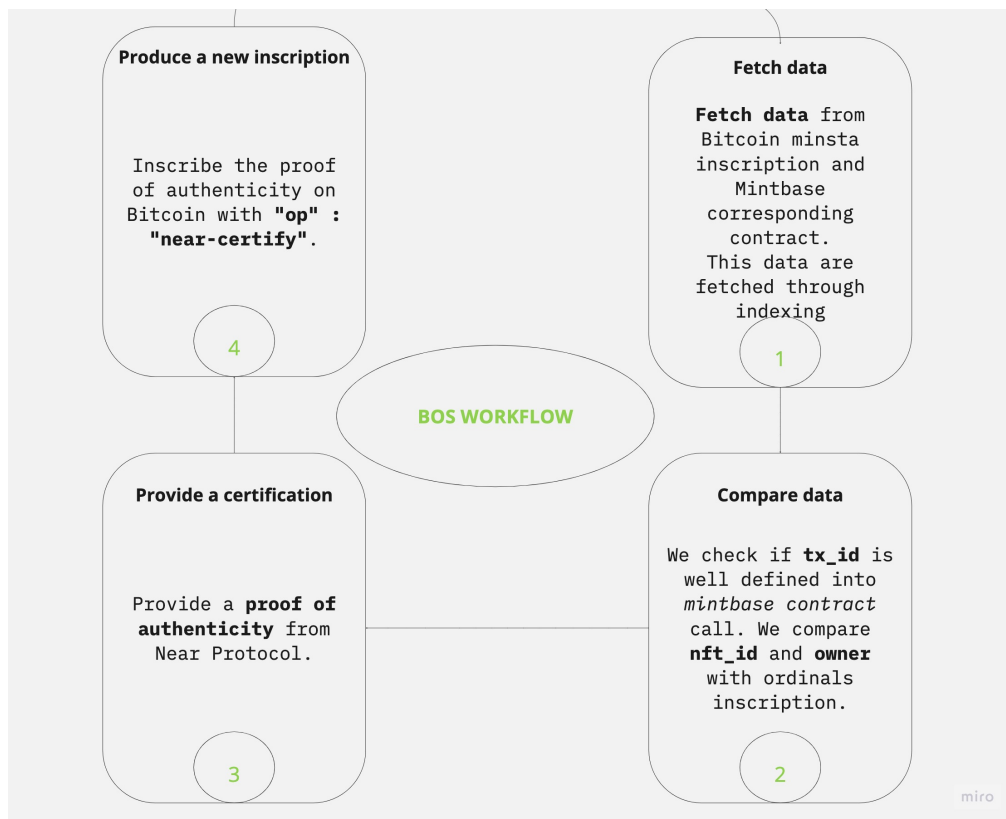 Produce a new inscription
Inscribe the proof
of authenticity on
Bitcoin with "op" :
"near-certify".
4
Fetch data
Fetch data from
Bitcoin minsta
inscription and
Mintbase
corresponding
contract.
This data are
fetched through
indexing
1
BOS WORKFLOW
Provide a certification
Provide a proof of
authenticity from
Near Protocol.
3
Compare data
We check if tx_id is
well defined into
mintbase contract
call. We compare
nft_id and owner
with ordinals
inscription.
2
miro